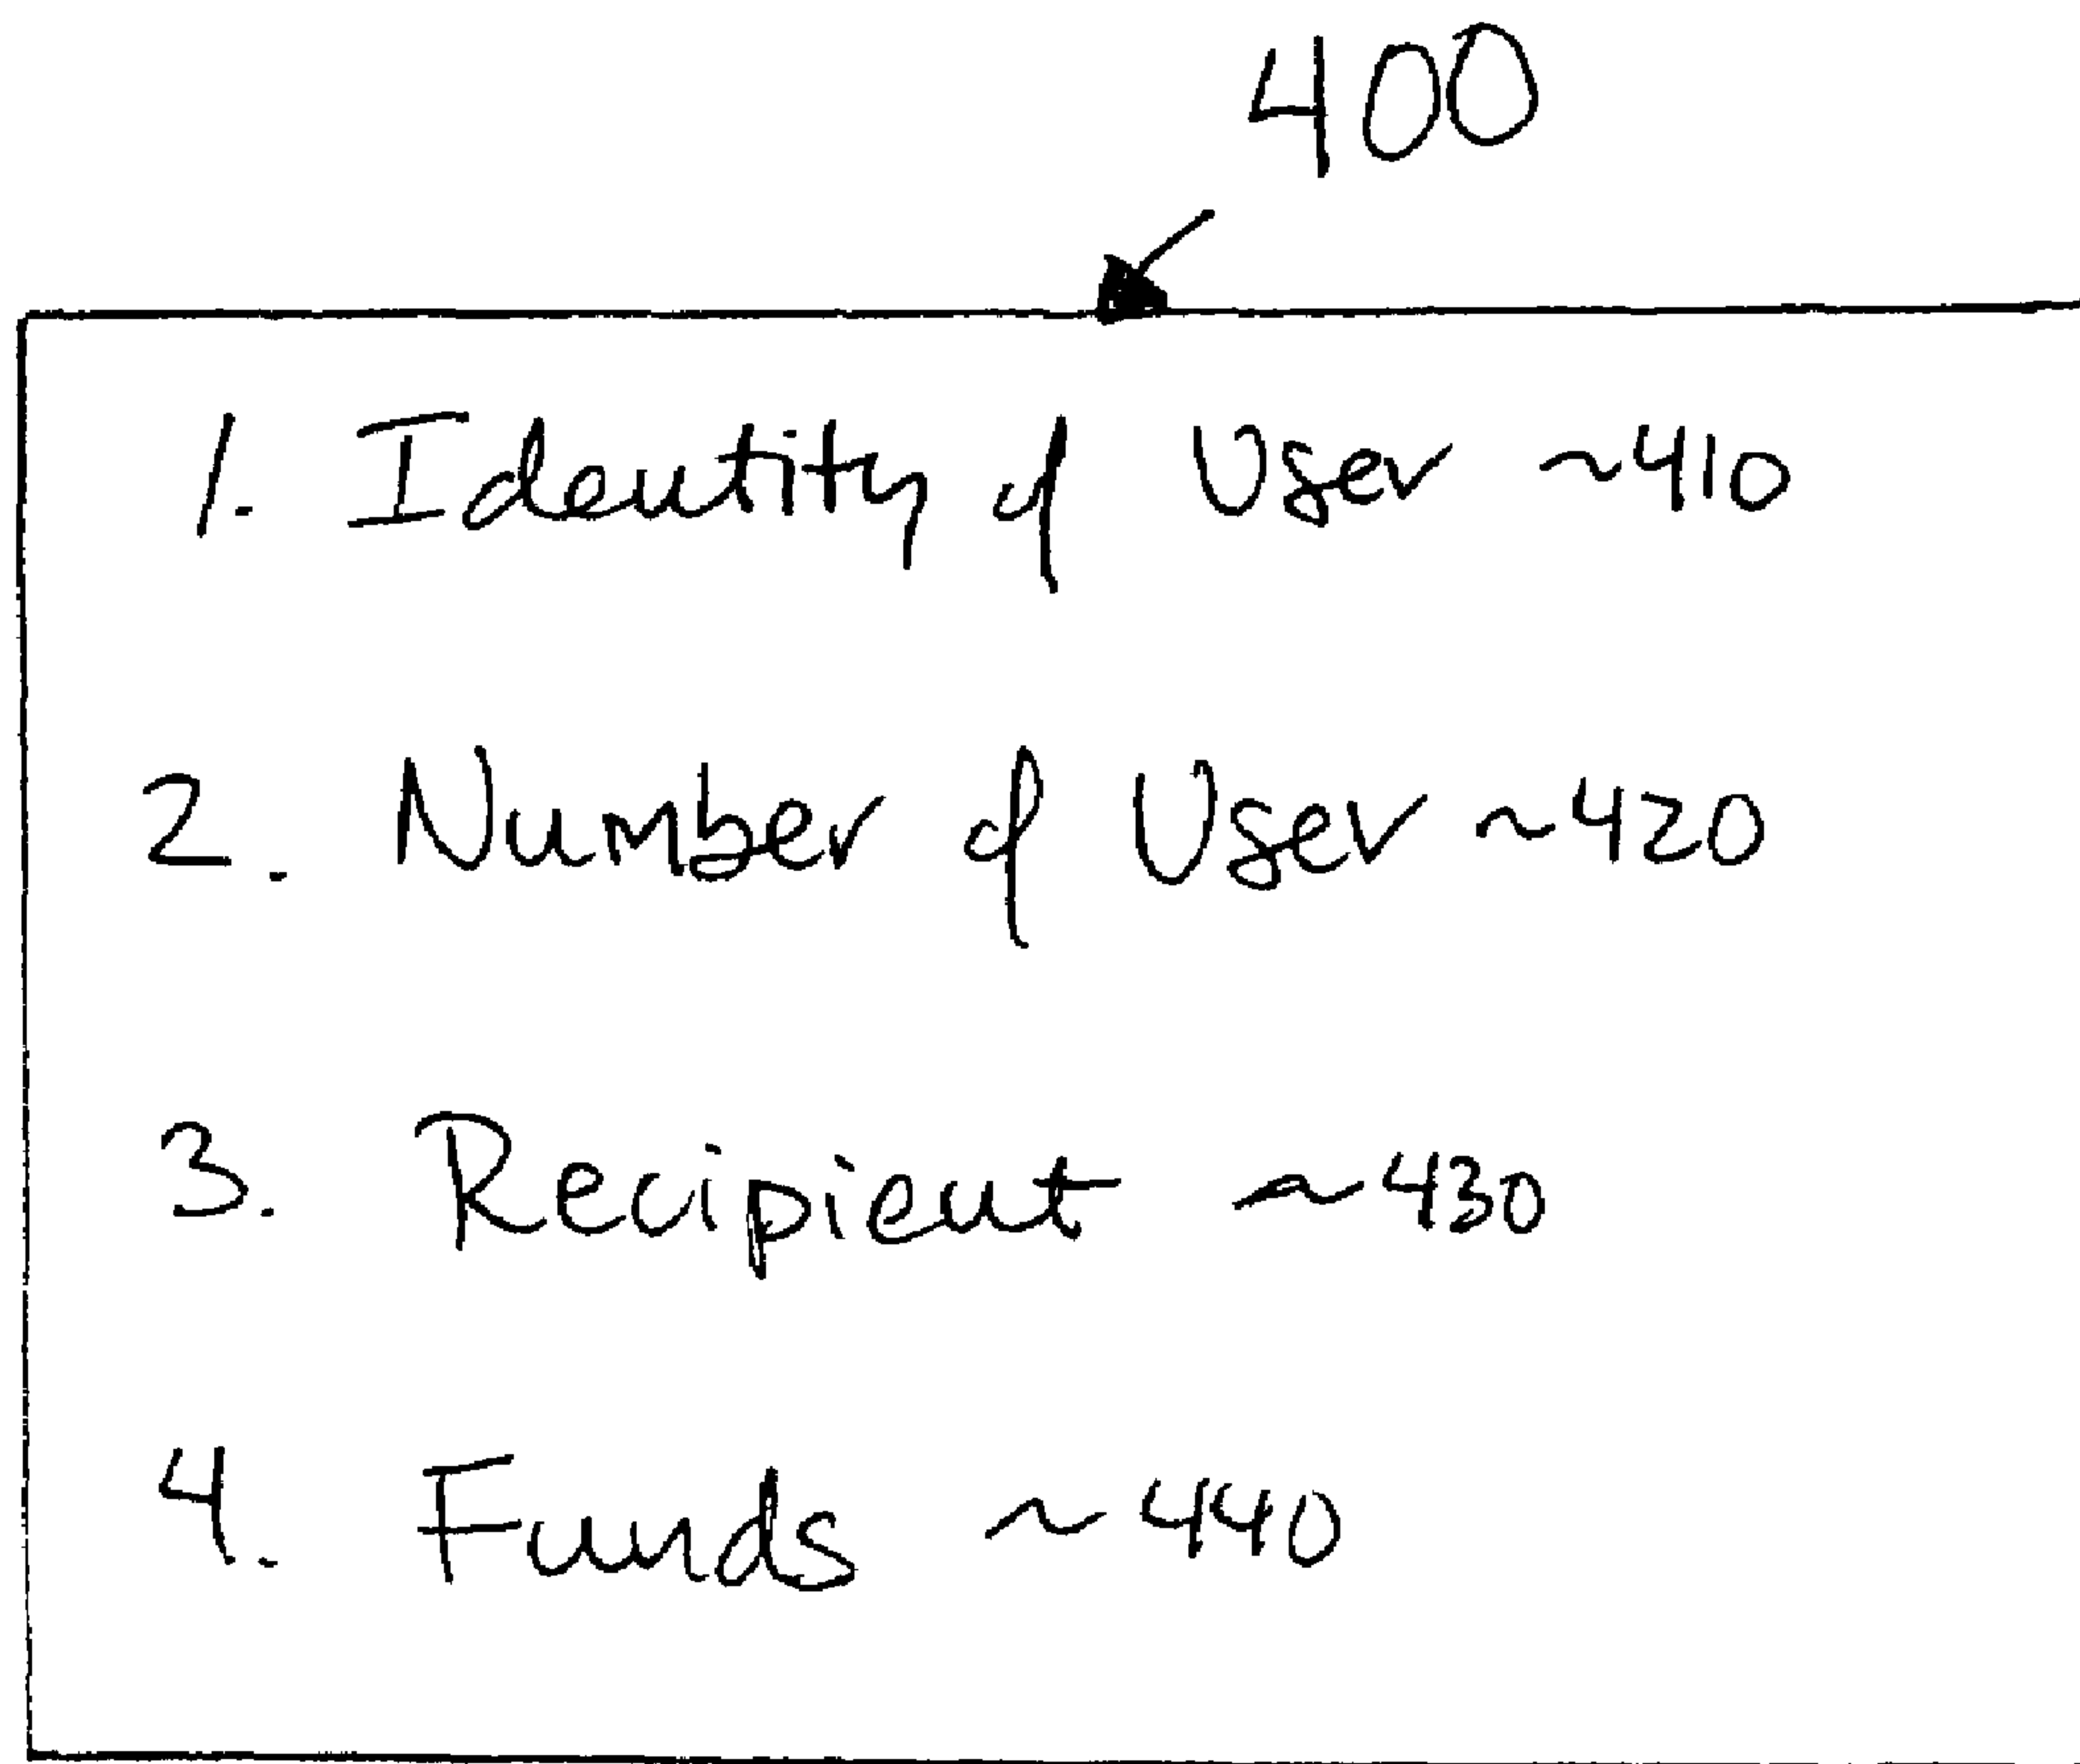 400
1. Identity of User ~410
2. Number of User ~420
3. Recipient ~430
4. Funds ~440